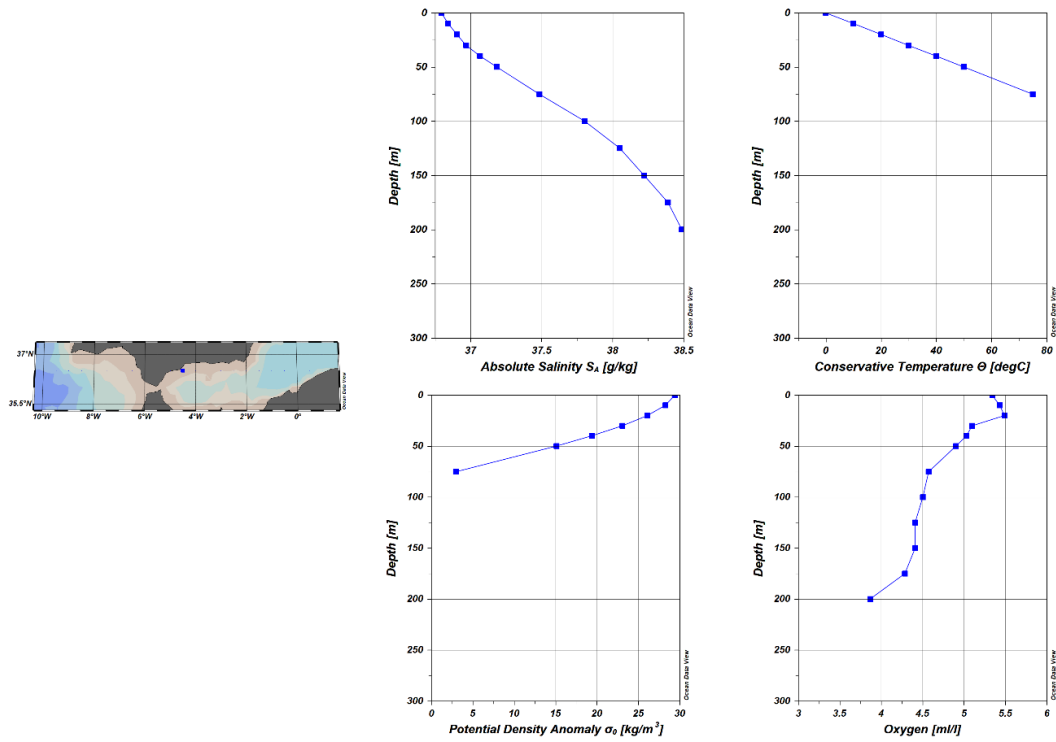 37°N
35.5°N
10°W 8°W 6°W 4°W 2°W 0°
Ocean Data View
0
50
100
150
200
250
300
Depth [m]
37 37.5 38 38.5
Absolute Salinity S_A [g/kg]
Ocean Data View
0
50
100
150
200
250
300
Depth [m]
0 20 40 60 80
Conservative Temperature Θ [degC]
Ocean Data View
0
50
100
150
200
250
300
Depth [m]
0 5 10 15 20 25 30
Potential Density Anomaly σ₀ [kg/m³]
Ocean Data View
0
50
100
150
200
250
300
Depth [m]
3 3.5 4 4.5 5 5.5 6
Oxygen [ml/l]
Ocean Data View